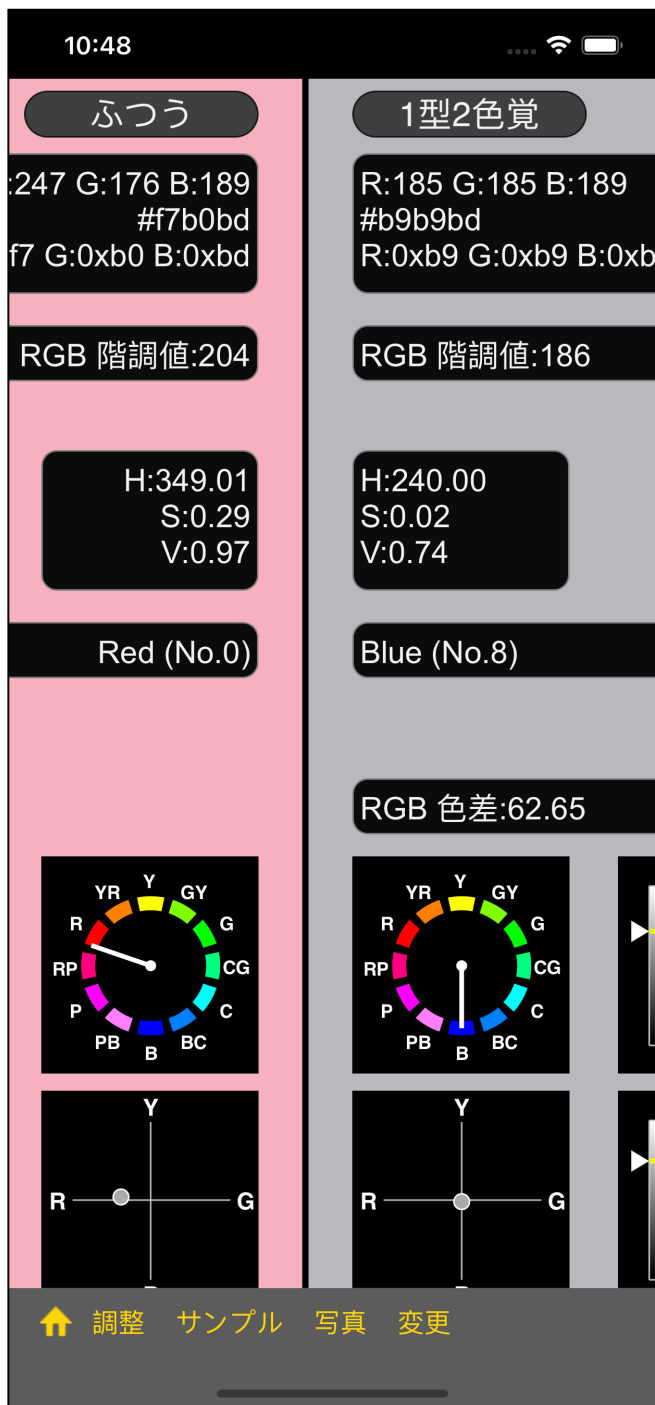 10:48
ふつう
:247 G:176 B:189
#f7b0bd
f7 G:0xb0 B:0xbd
RGB 階調値:204
H:349.01
S:0.29
V:0.97
Red (No.0)
Y
YR
GY
R
G
RP
CG
P
C
PB
BC
B
Y
R
G
1型2色覚
R:185 G:185 B:189
#b9b9bd
R:0xb9 G:0xb9 B:0xb
RGB 階調値:186
H:240.00
S:0.02
V:0.74
Blue (No.8)
RGB 色差:62.65
Y
YR
GY
R
G
RP
CG
P
C
PB
BC
B
Y
R
G
調整 サンプル 写真 変更